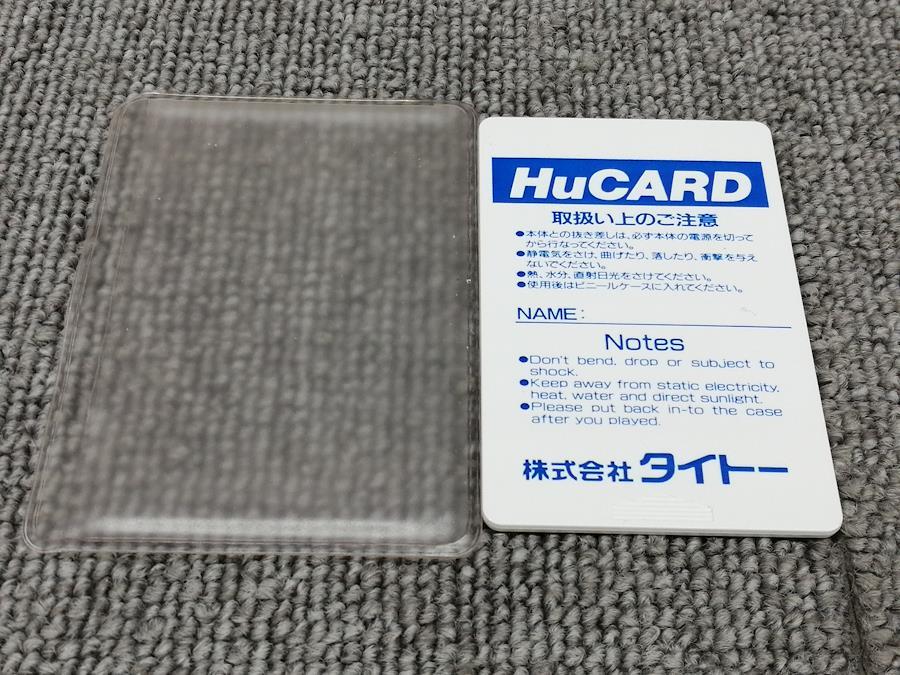 HuCARD
取扱い上のご注意
●本体との抜き差しは、必ず本体の電源を切って
から行なってください。
●静電気をさけ、曲げたり、落したり、衝撃を与え
ないでください。
●熱、水分、直射日光をさけてください。
●使用後はビニールケースに入れてください。
NAME:
Notes
●Don't bend, drop or subject to
shock.
●Keep away from static electricity,
heat, water and direct sunlight.
●Please put back in-to the case
after you played.
株式会社 タイトー